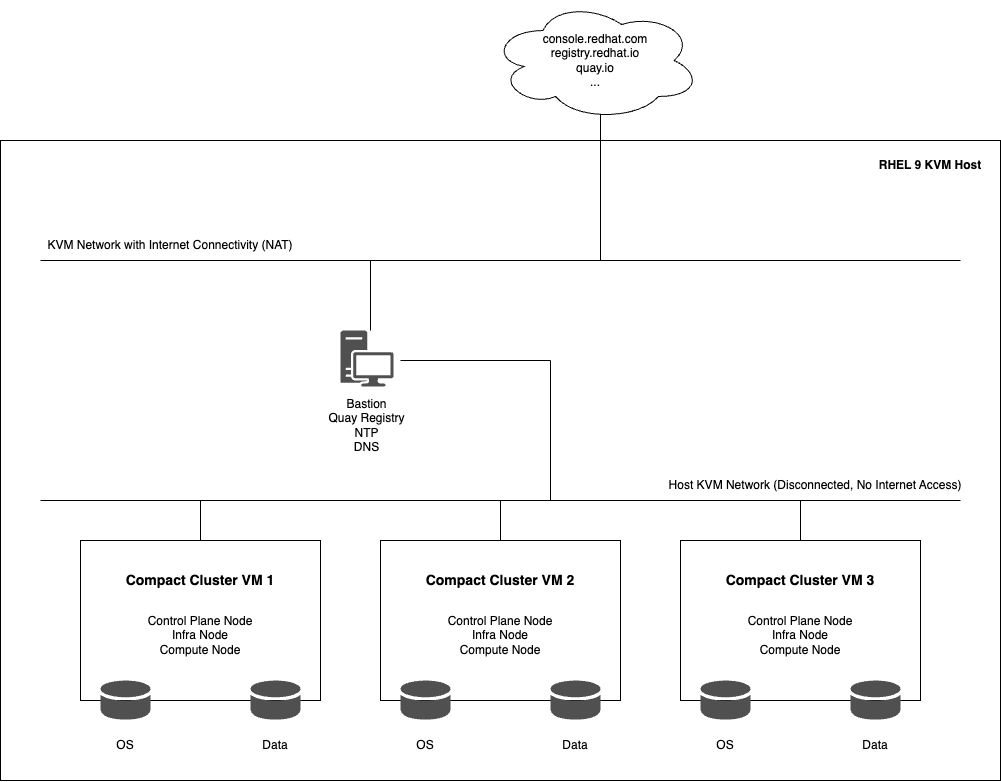 console.redhat.com
registry.redhat.io
quay.io
...
RHEL 9 KVM Host
KVM Network with Internet Connectivity (NAT)
Bastion
Quay Registry
NTP
DNS
Host KVM Network (Disconnected, No Internet Access)
Compact Cluster VM 1
Control Plane Node
Infra Node
Compute Node
OS
Data
Compact Cluster VM 2
Control Plane Node
Infra Node
Compute Node
OS
Data
Compact Cluster VM 3
Control Plane Node
Infra Node
Compute Node
OS
Data